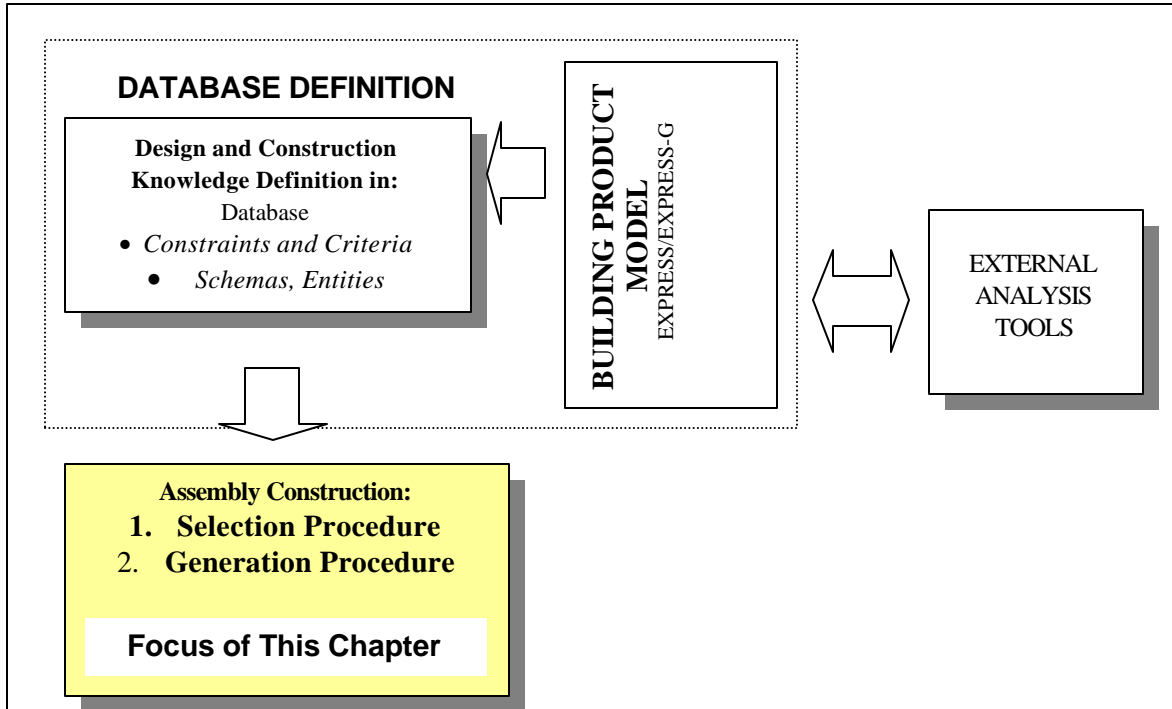 DATABASE DEFINITION
Design and Construction
Knowledge Definition in:
Database
• Constraints and Criteria
• Schemas, Entities
BUILDING PRODUCT
MODEL
EXPRESS/EXPRESS-G
EXTERNAL
ANALYSIS
TOOLS
Assembly Construction:
1. Selection Procedure
2. Generation Procedure
Focus of This Chapter